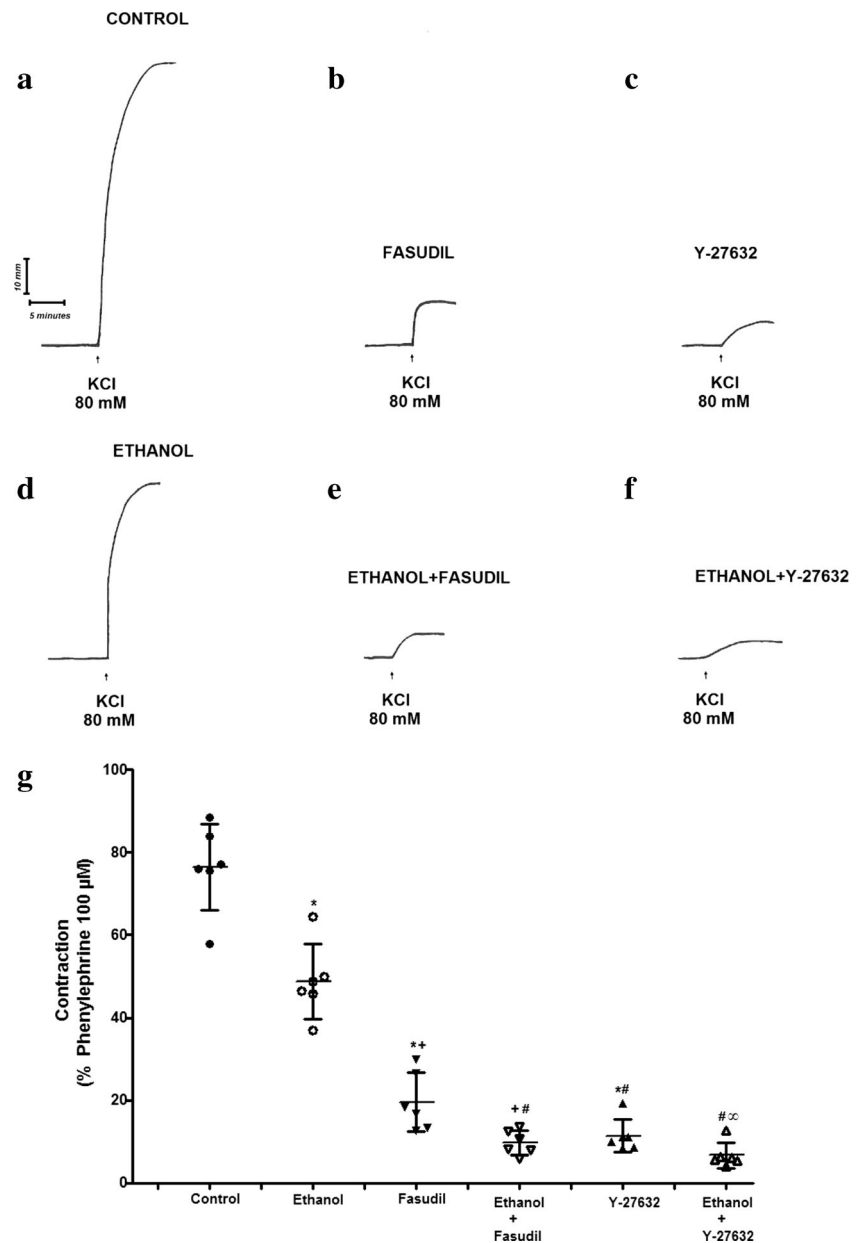 CONTROL
a
b
c
10 mm
5 minutes
FASUDIL
Y-27632
↑
↑
↑
KCl
80 mM
KCl
80 mM
KCl
80 mM
ETHANOL
d
e
f
ETHANOL+FASUDIL
ETHANOL+Y-27632
↑
↑
↑
KCl
80 mM
KCl
80 mM
KCl
80 mM
g
Contraction
(% Phenylephrine 100 µM)
100
80
60
40
20
0
*
*+
+ #
*#
# ∞
Control
Ethanol
Fasudil
Ethanol
+
Fasudil
Y-27632
Ethanol
+
Y-27632